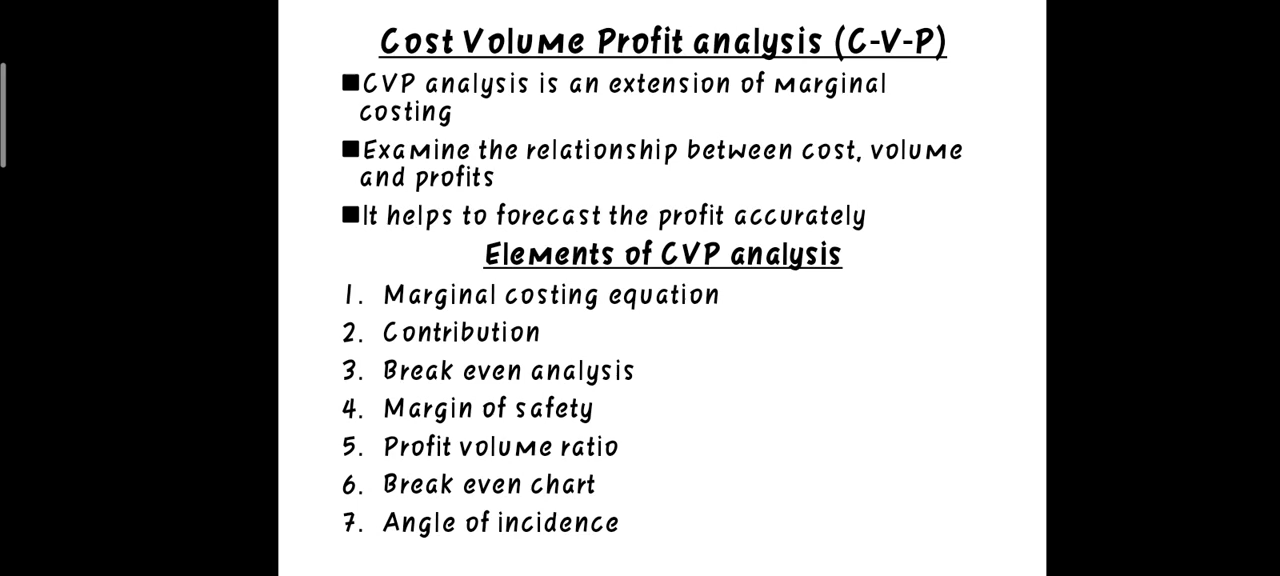 Cost Volume Profit analysis (C-V-P)
■CVP analysis is an extension of marginal
costing
■Examine the relationship between cost, volume
and profits
■It helps to forecast the profit accurately
Elements of CVP analysis
1. Marginal costing equation
2. Contribution
3. Break even analysis
4. Margin of safety
5. Profit volume ratio
6. Break even chart
7. Angle of incidence